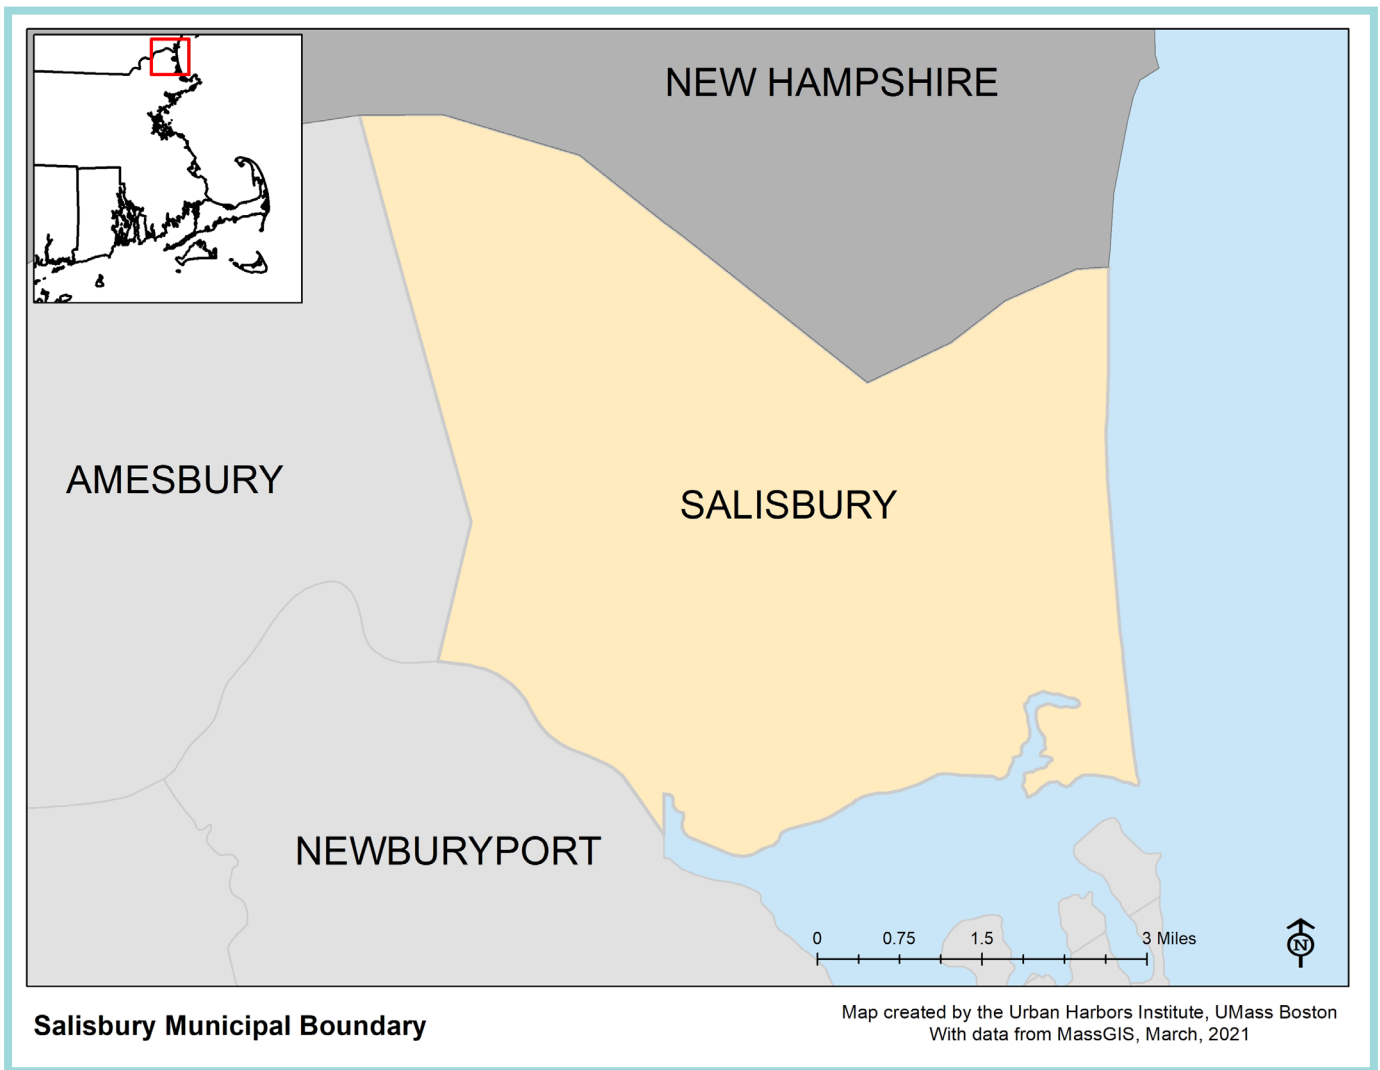 NEW HAMPSHIRE
AMESBURY
SALISBURY
NEWBURYPORT
0 0.75 1.5 3 Miles
N
Salisbury Municipal Boundary
Map created by the Urban Harbors Institute, UMass Boston
With data from MassGIS, March, 2021